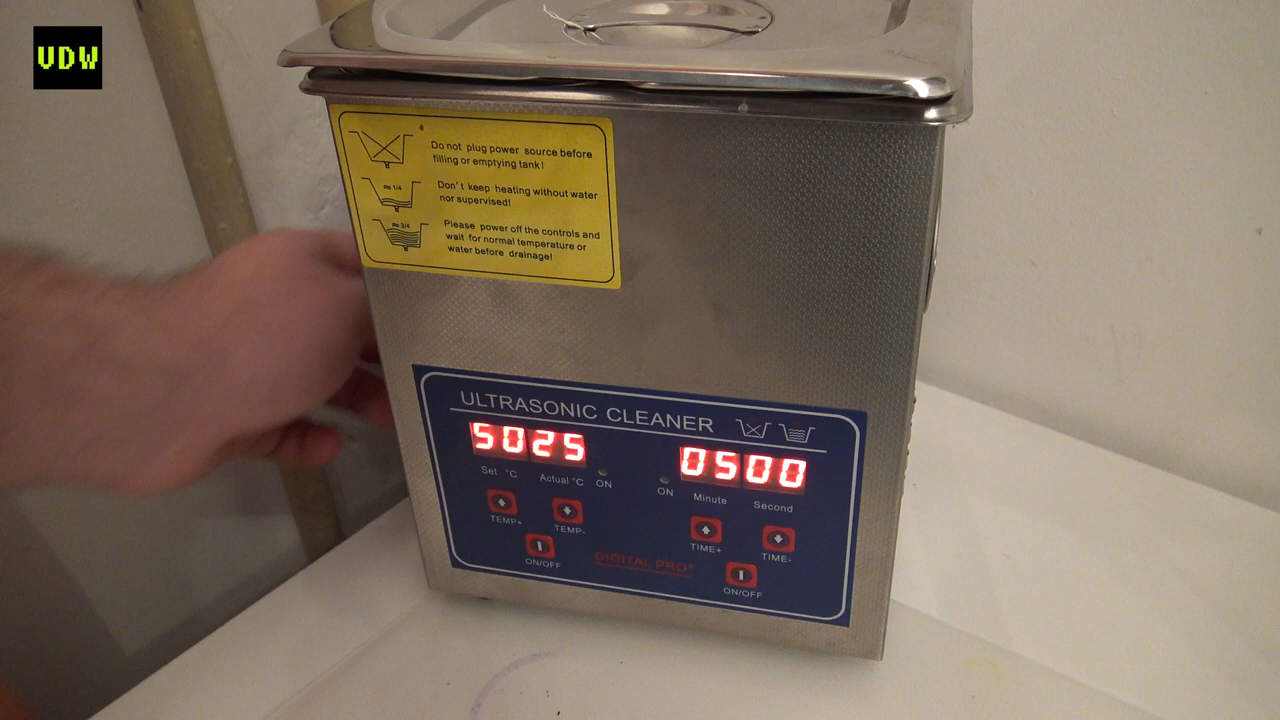 VDW
Do not plug power source before
filling or emptying tank!
≈ 1/4
Don't keep heating without water
nor supervised!
≈ 3/4
Please power off the controls and
wait for normal temperature or
water before drainage!
ULTRASONIC CLEANER
5025
0500
Set °C
Actual °C
ON
ON
Minute
Second
TEMP+
TEMP-
TIME+
TIME-
ON/OFF
DIGITAL PRO+
ON/OFF